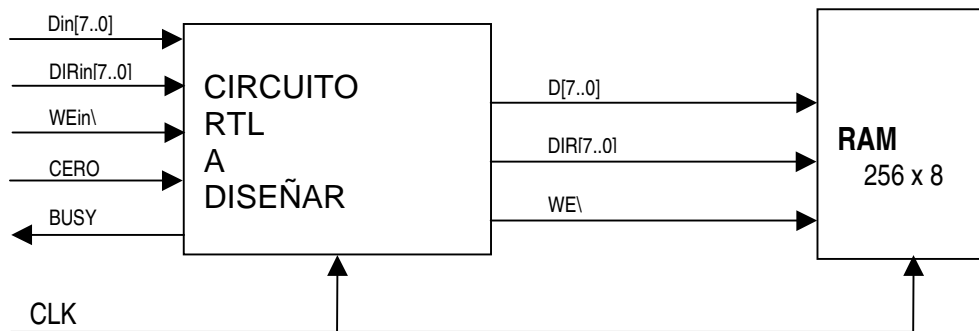 Din[7..0]
DIRin[7..0]
WEin\
CERO
BUSY
CLK
CIRCUITO
RTL
A
DISEÑAR
D[7..0]
DIR[7..0]
WE\
RAM
256 x 8